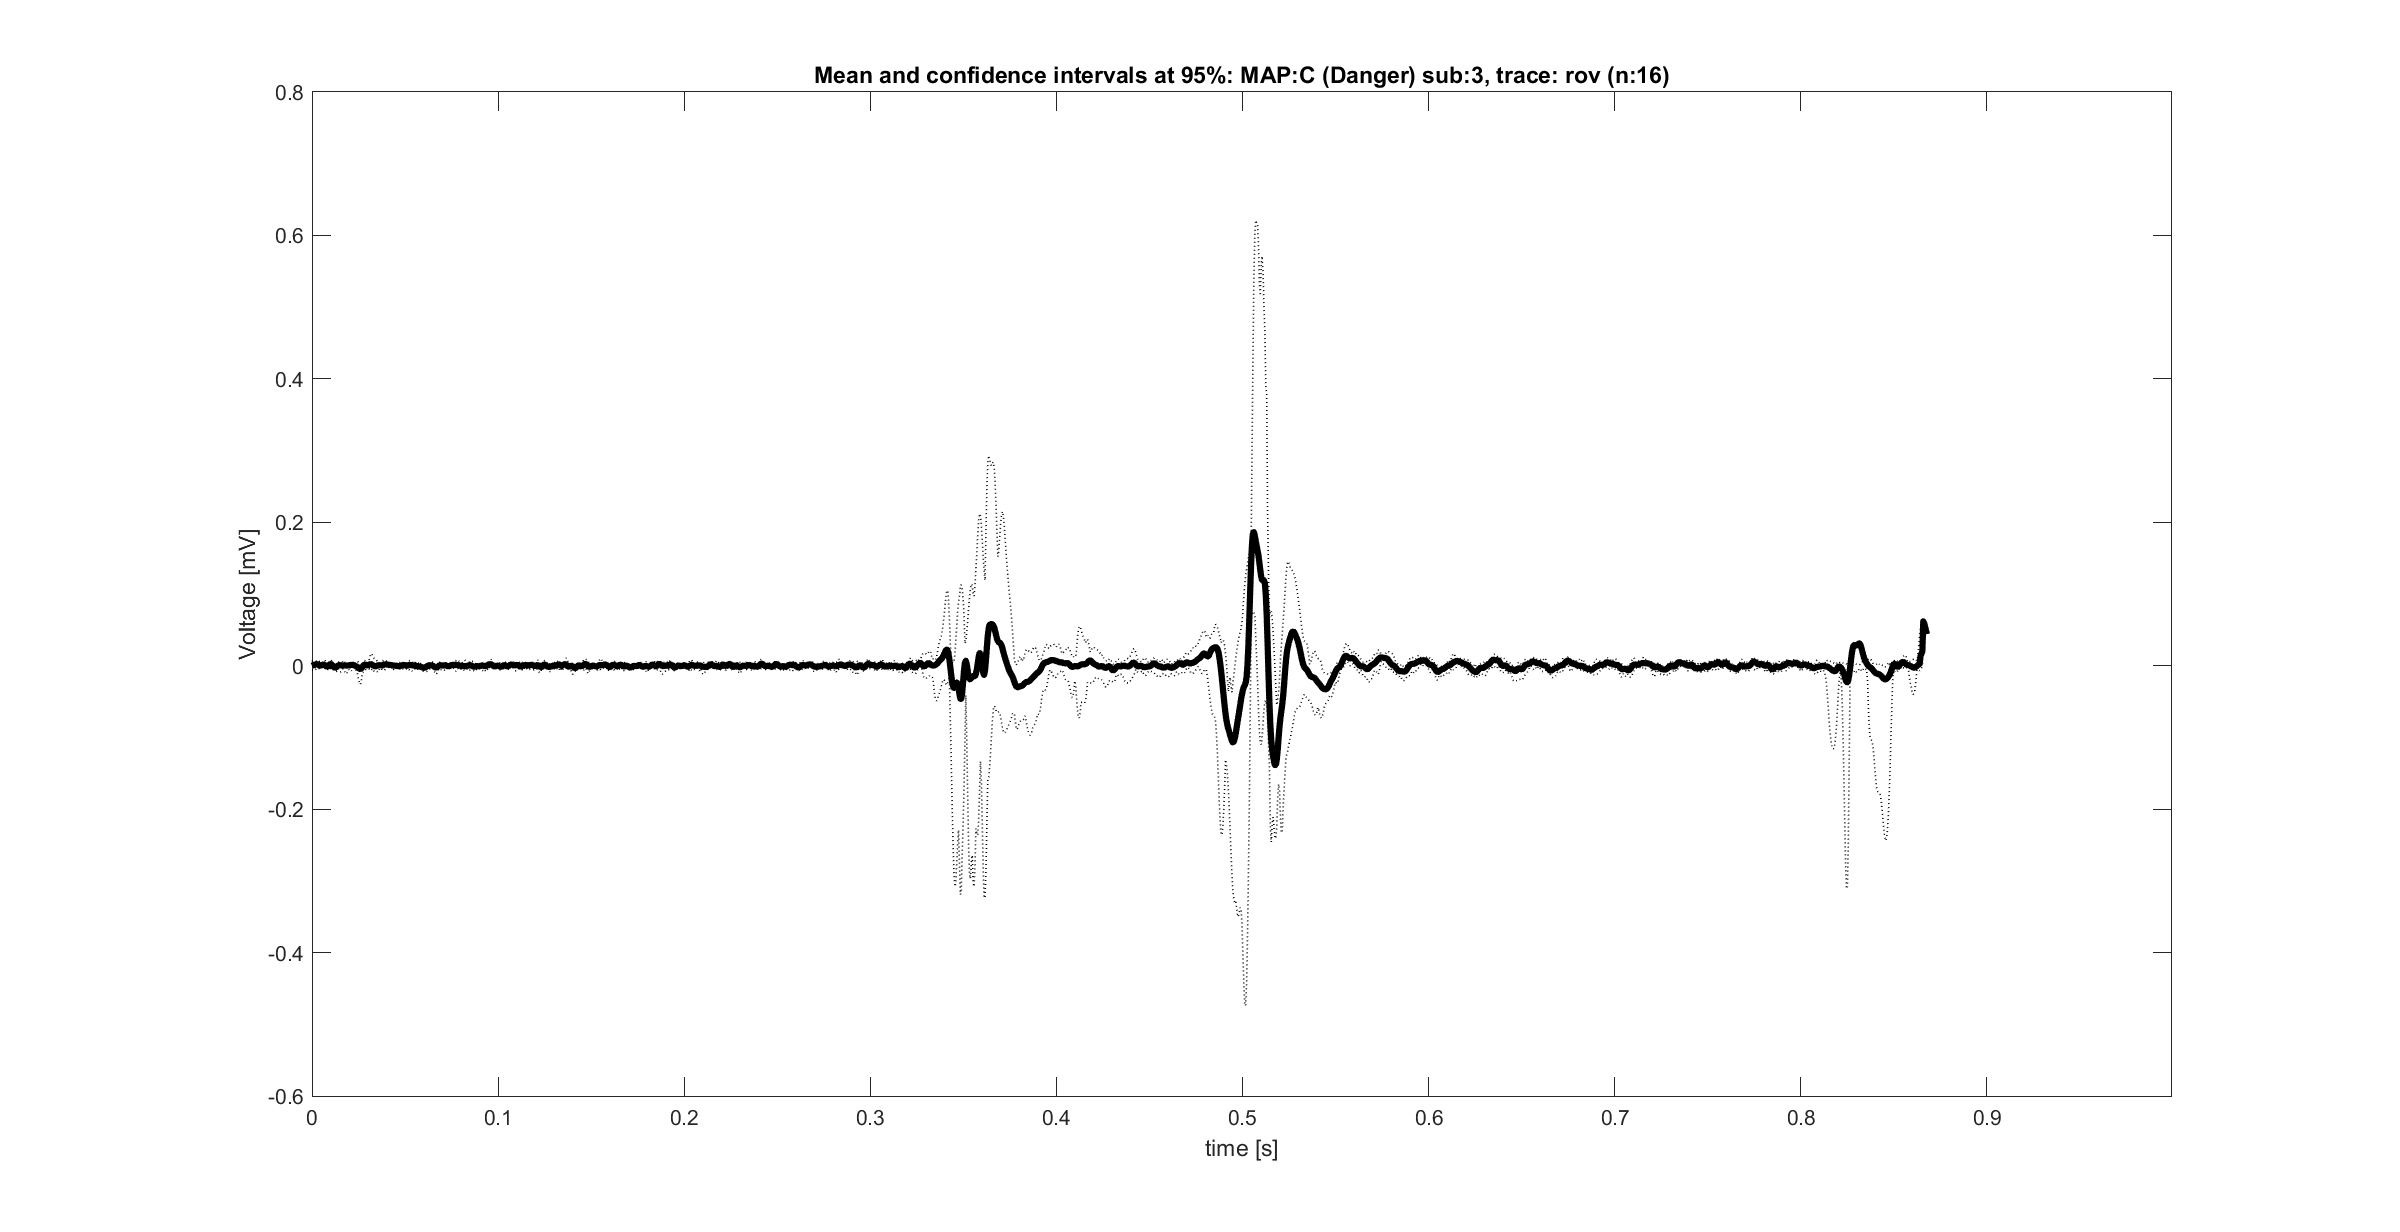 Mean and confidence intervals at 95%: MAP:C (Danger) sub:3, trace: rov (n:16)
0.8
0.6
0.4
0.2
0
-0.2
-0.4
-0.6
Voltage [mV]
0 0.1 0.2 0.3 0.4 0.5 0.6 0.7 0.8 0.9
time [s]